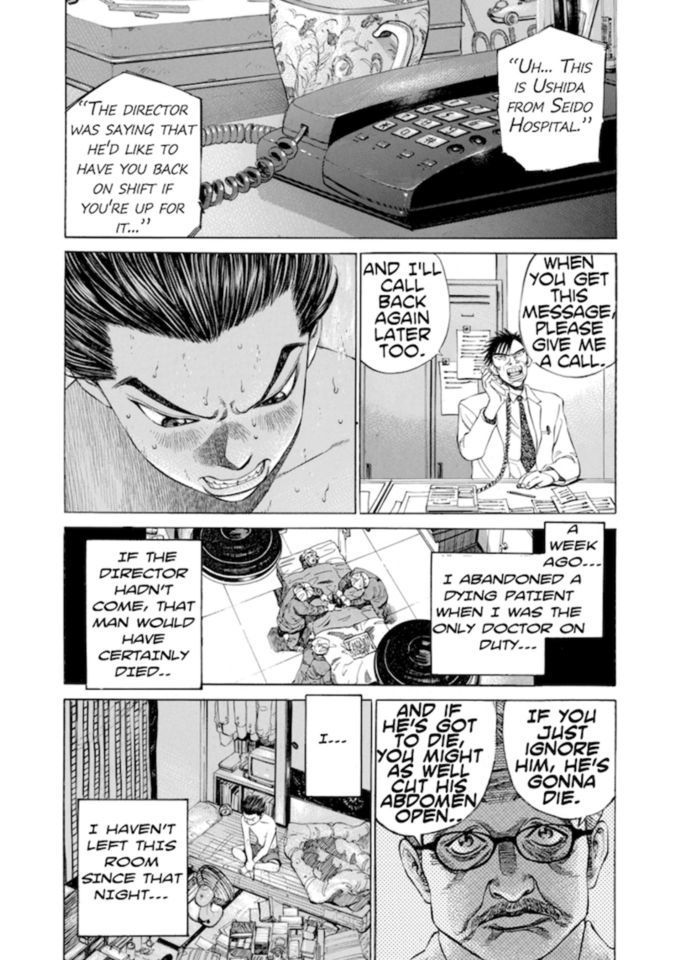 "UH... THIS
IS USHIDA
FROM SEIDO
HOSPITAL."
"THE DIRECTOR
WAS SAYING THAT
HE'D LIKE TO
HAVE YOU BACK
ON SHIFT IF
YOU'RE UP FOR
IT..."
WHEN
YOU GET
THIS
MESSAGE,
PLEASE
GIVE ME
A CALL.
AND I'LL
CALL
BACK
AGAIN
LATER
TOO.
A
WEEK
AGO...
I ABANDONED A
DYING PATIENT
WHEN I WAS THE
ONLY DOCTOR ON
DUTY...
IF THE
DIRECTOR
HADN'T
COME, THAT
MAN WOULD
HAVE
CERTAINLY
DIED..
IF YOU
JUST
IGNORE
HIM, HE'S
GONNA
DIE.
AND IF
HE'S GOT
TO DIE,
YOU MIGHT
AS WELL
CUT HIS
ABDOMEN
OPEN..
I...
I HAVEN'T
LEFT THIS
ROOM
SINCE THAT
NIGHT...